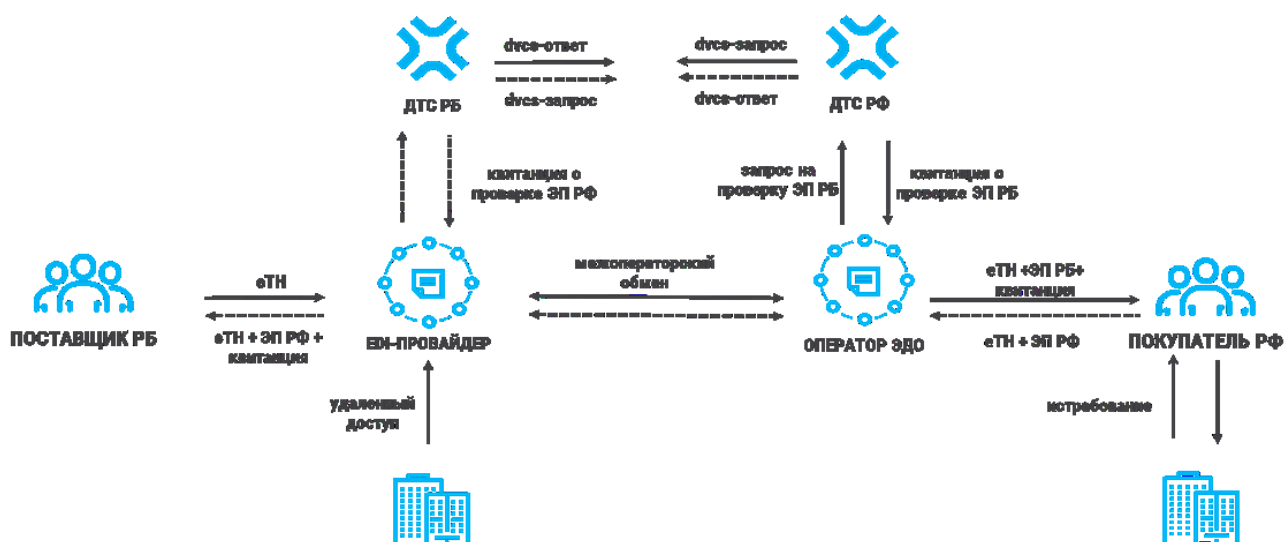 dvcs-ответ
dvcs-запрос
dvcs-запрос
dvcs-ответ
ДТС РБ
ДТС РФ
квитанция о
проверке ЭП РФ
запрос на
проверку ЭП РБ
квитанция о
проверке ЭП РБ
еТН
еТН + ЭП РФ +
квитанция
межоператорский
обмен
еТН +ЭП РБ+
квитанция
еТН + ЭП РФ
ПОСТАВЩИК РБ
EDI-ПРОВАЙДЕР
ОПЕРАТОР ЭДО
ПОКУПАТЕЛЬ РФ
удаленный
доступ
истребование